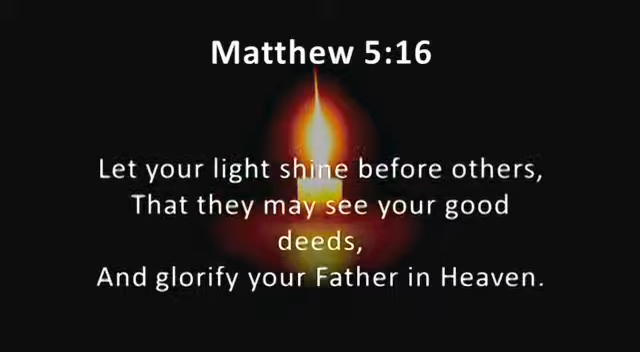 Matthew 5:16
Let your light shine before others,
That they may see your good
deeds,
And glorify your Father in Heaven.